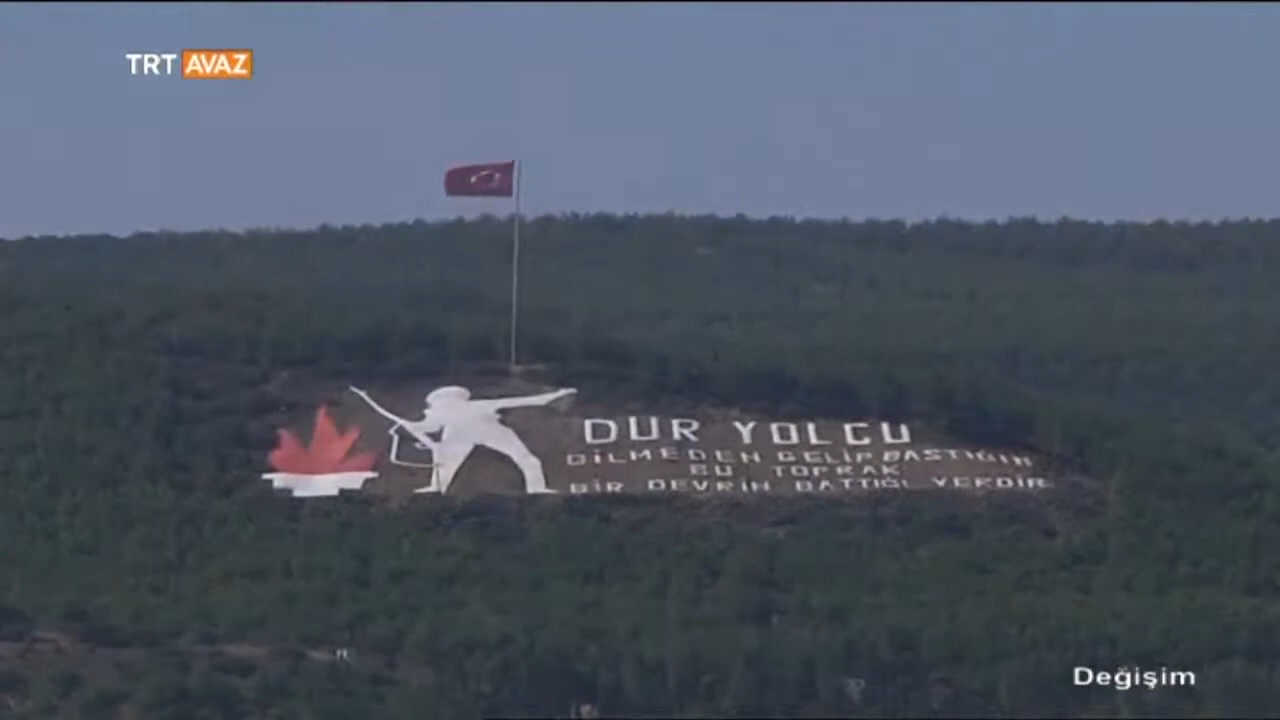 TRT AVAZ
DUR YOLCU
BİLMEDEN GELİP BASTIĞIN
BU TOPRAK
BİR DEVRİN BATTIĞI YERDİR
Değişim